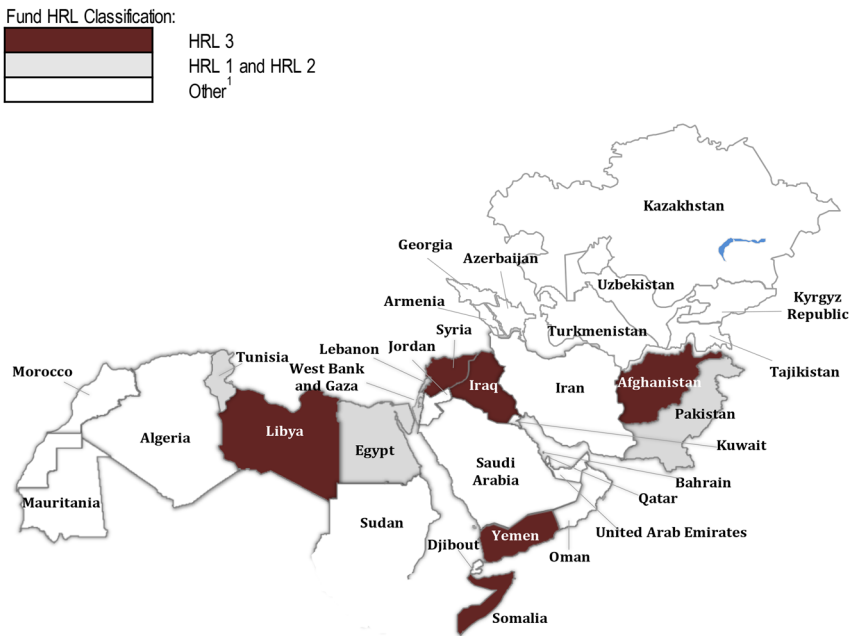 Fund HRL Classification:
HRL 3
HRL 1 and HRL 2
Other1
Kazakhstan
Georgia
Azerbaijan
Uzbekistan
Armenia
Kyrgyz
Republic
Syria
Turkmenistan
Lebanon
Jordan
Tunisia
West Bank
and Gaza
Morocco
Tajikistan
Iraq
Iran
Afghanistan
Pakistan
Libya
Algeria
Egypt
Kuwait
Saudi
Arabia
Bahrain
Qatar
Mauritania
Sudan
United Arab Emirates
Yemen
Djibout
Oman
Somalia